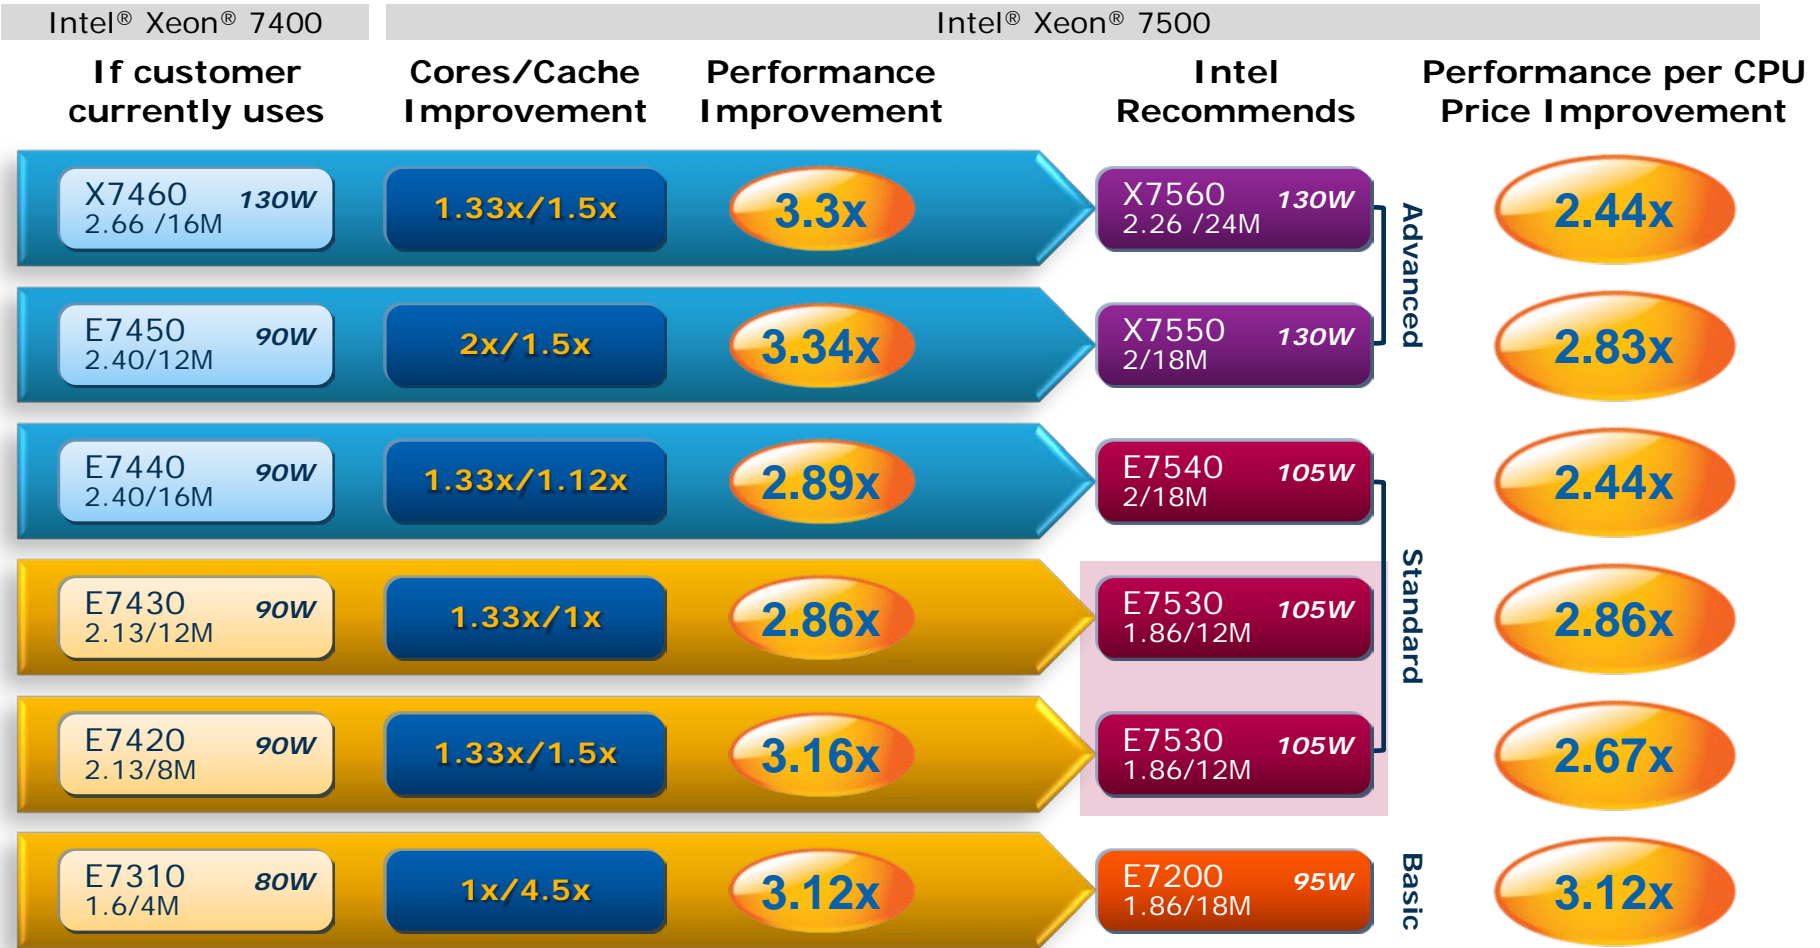 Intel® Xeon® 7400
Intel® Xeon® 7500
If customer
currently uses
Cores/Cache
Improvement
Performance
Improvement
Intel
Recommends
Performance per CPU
Price Improvement
X7460 130W
2.66 /16M
1.33x/1.5x
3.3x
X7560 130W
2.26 /24M
2.44x
E7450 90W
2.40/12M
2x/1.5x
3.34x
X7550 130W
2/18M
2.83x
Advanced
E7440 90W
2.40/16M
1.33x/1.12x
2.89x
E7540 105W
2/18M
2.44x
E7430 90W
2.13/12M
1.33x/1x
2.86x
E7530 105W
1.86/12M
2.86x
Standard
E7420 90W
2.13/8M
1.33x/1.5x
3.16x
E7530 105W
1.86/12M
2.67x
E7310 80W
1.6/4M
1x/4.5x
3.12x
E7200 95W
1.86/18M
Basic
3.12x